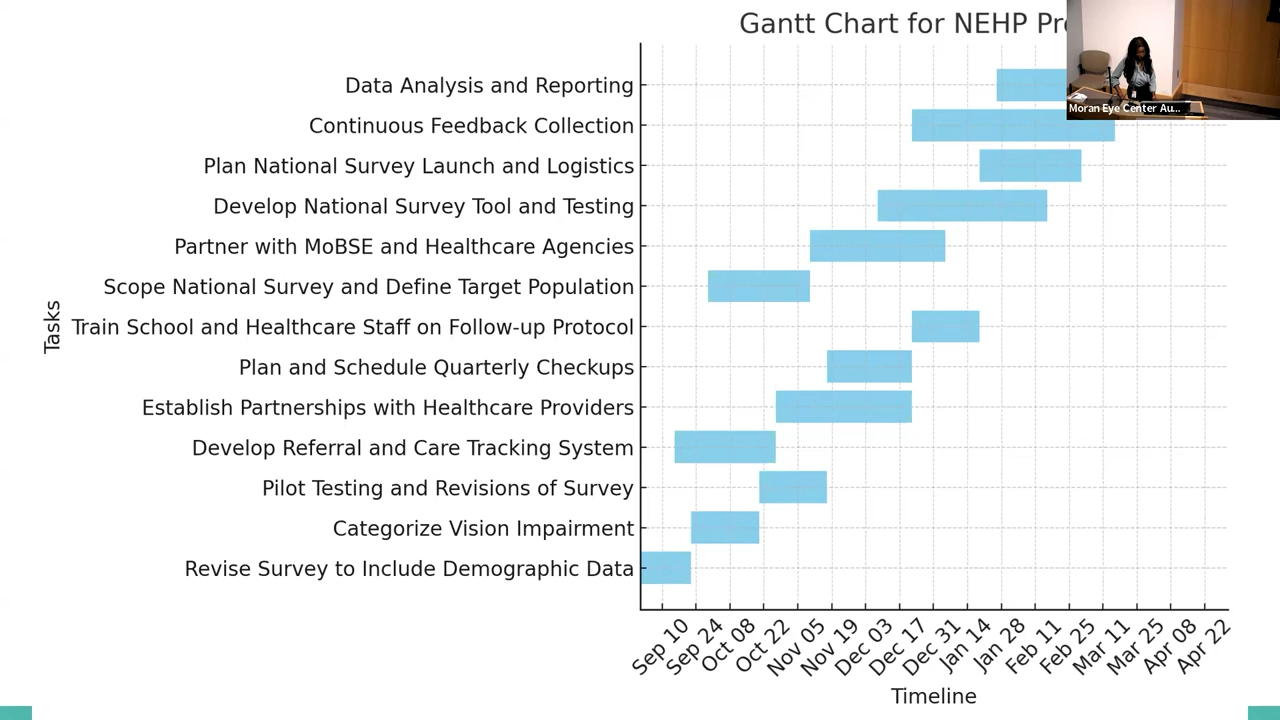 Gantt Chart for NEHP
Moran Eye Center Au...
Data Analysis and Reporting
Continuous Feedback Collection
Plan National Survey Launch and Logistics
Develop National Survey Tool and Testing
Partner with MoBSE and Healthcare Agencies
Scope National Survey and Define Target Population
Train School and Healthcare Staff on Follow-up Protocol
Plan and Schedule Quarterly Checkups
Establish Partnerships with Healthcare Providers
Develop Referral and Care Tracking System
Pilot Testing and Revisions of Survey
Categorize Vision Impairment
Revise Survey to Include Demographic Data
Tasks
Sep 10
Sep 24
Oct 08
Oct 22
Nov 05
Nov 19
Dec 03
Dec 17
Dec 31
Jan 14
Jan 28
Feb 11
Feb 25
Mar 11
Mar 25
Apr 08
Apr 22
Timeline